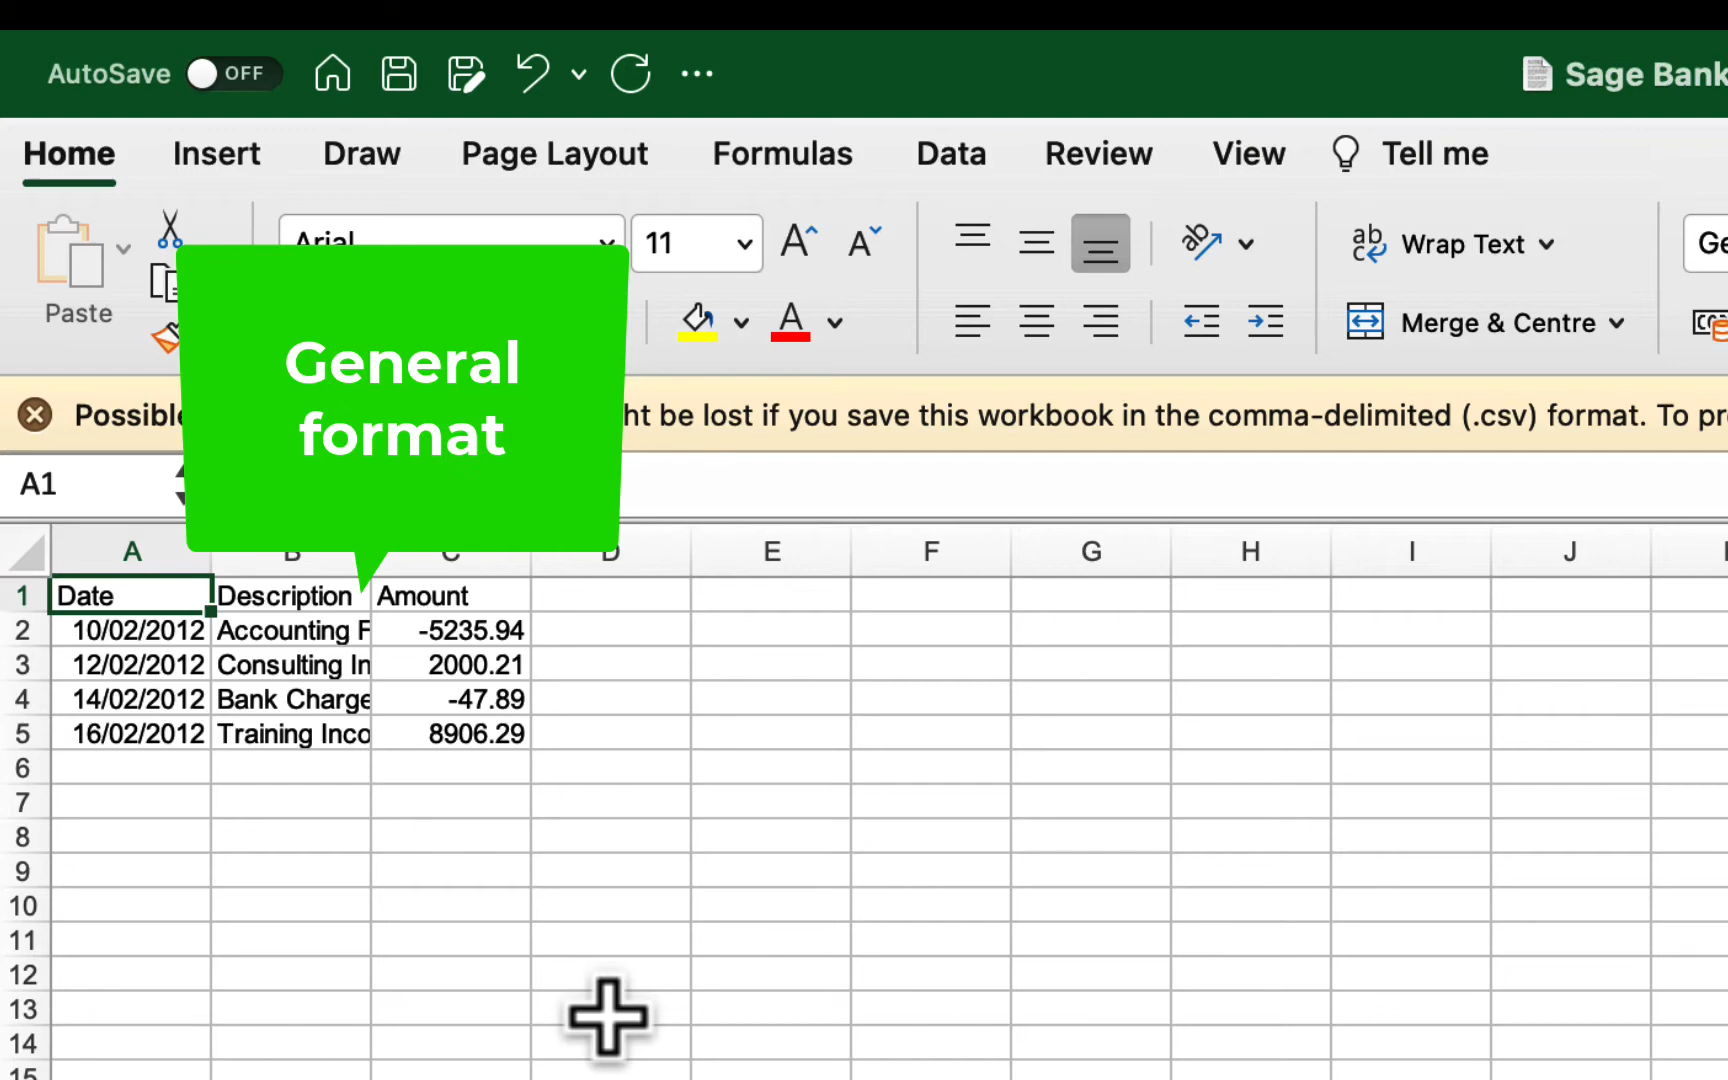 AutoSave OFF
Sage Bank
Home Insert Draw Page Layout Formulas Data Review View Tell me
Arial 11
ab Wrap Text
Ge
Paste
Merge & Centre
General
format
Possible
ht be lost if you save this workbook in the comma-delimited (.csv) format. To pr
A1
A B C D E F G H I J
1 Date Description Amount
2 10/02/2012 Accounting F -5235.94
3 12/02/2012 Consulting In 2000.21
4 14/02/2012 Bank Charge -47.89
5 16/02/2012 Training Inco 8906.29
6
7
8
9
10
11
12
13
14
15